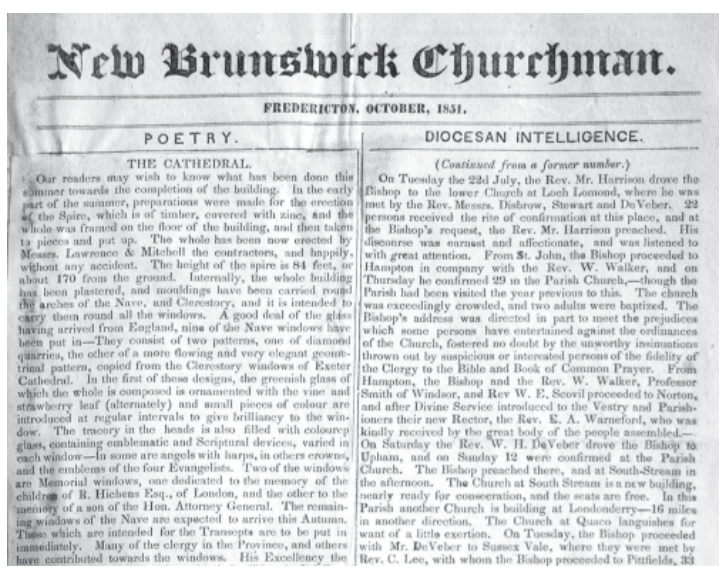 New Brunswick Churchman.
FREDERICTON, OCTOBER, 1851.
POETRY.
THE CATHEDRAL.
Our readers may wish to know what has been done this
summer towards the completion of the building. In the early
part of the summer, preparations were made for the erection
of the Spire, which is of timber, covered with zinc, and the
whole was framed on the floor of the building, and then taken
to pieces and put up. The whole has been now erected by
Messrs. Lawrence & Mitchell the contractors, and happily,
without any accident. The height of the spire is 84 feet, or
about 170 from the ground. Internally, the whole building
has been plastered, and mouldings have been carried round
the arches of the Nave, and Clerestory, and it is intended to
carry them round all the windows. A good deal of the glass
having arrived from England, nine of the Nave windows have
been put in—They consist of two patterns, one of diamond
quarries, the other of a more flowing and very elegant geome-
trical pattern, copied from the Clerestory windows of Exeter
Cathedral. In the first of these designs, the greenish glass of
which the whole is composed is ornamented with the vine and
strawberry leaf (alternately) and small pieces of colour are
introduced at regular intervals to give brilliancy to the win-
dow. The tracery in the heads is also filled with coloured
glass, containing emblematic and Scriptural devices, varied in
each window—In some are angels with harps, in others crowns,
and the emblems of the four Evangelists. Two of the windows
are Memorial windows, one dedicated to the memory of the
children of R. Hichens Esq., of London, and the other to the
memory of a son of the Hon. Attorney General. The remain-
ing windows of the Nave are expected to arrive this Autumn.
Those which are intended for the Transepts are to be put in
immediately. Many of the clergy in the Province, and others
have contributed towards the windows. His Excellency the
DIOCESAN INTELLIGENCE.
(Continued from a former number.)
On Tuesday the 22d July, the Rev. Mr. Harrison drove the
Bishop to the lower Church at Loch Lomond, where he was
met by the Rev. Messrs. Disbrow, Stewart and DeVeber. 22
persons received the rite of confirmation at this place, and at
the Bishop's request, the Rev. Mr. Harrison preached. His
discourse was earnest and affectionate, and was listened to
with great attention. From St. John, the Bishop proceeded to
Hampton in company with the Rev. W. Walker, and on
Thursday he confirmed 29 in the Parish Church,—though the
Parish had been visited the year previous to this. The church
was exceedingly crowded, and two adults were baptized. The
Bishop's address was directed in part to meet the prejudices
which some persons have entertained against the ordinances
of the Church, fostered no doubt by the unworthy insinuations
thrown out by suspicious or interested persons of the fidelity of
the Clergy to the Bible and Book of Common Prayer. From
Hampton, the Bishop and the Rev. W. Walker, Professor
Smith of Windsor, and Rev W. E. Scovil proceeded to Norton,
and after Divine Service introduced to the Vestry and Parish-
ioners their new Rector, the Rev. E. A. Warneford, who was
kindly received by the great body of the people assembled.—
On Saturday the Rev. W. H. DeVeber drove the Bishop to
Upham, and on Sunday 12 were confirmed at the Parish
Church. The Bishop preached there, and at South-Stream in
the afternoon. The Church at South Stream is a new building,
nearly ready for consecration, and the seats are free. In this
Parish another Church is building at Londonderry—16 miles
in another direction. The Church at Quaco languishes for
want of a little exertion. On Tuesday, the Bishop proceeded
with Mr. DeVeber to Sussex Vale, where they were met by
Rev. C. Lee, with whom the Bishop proceeded to Pittfields, 33